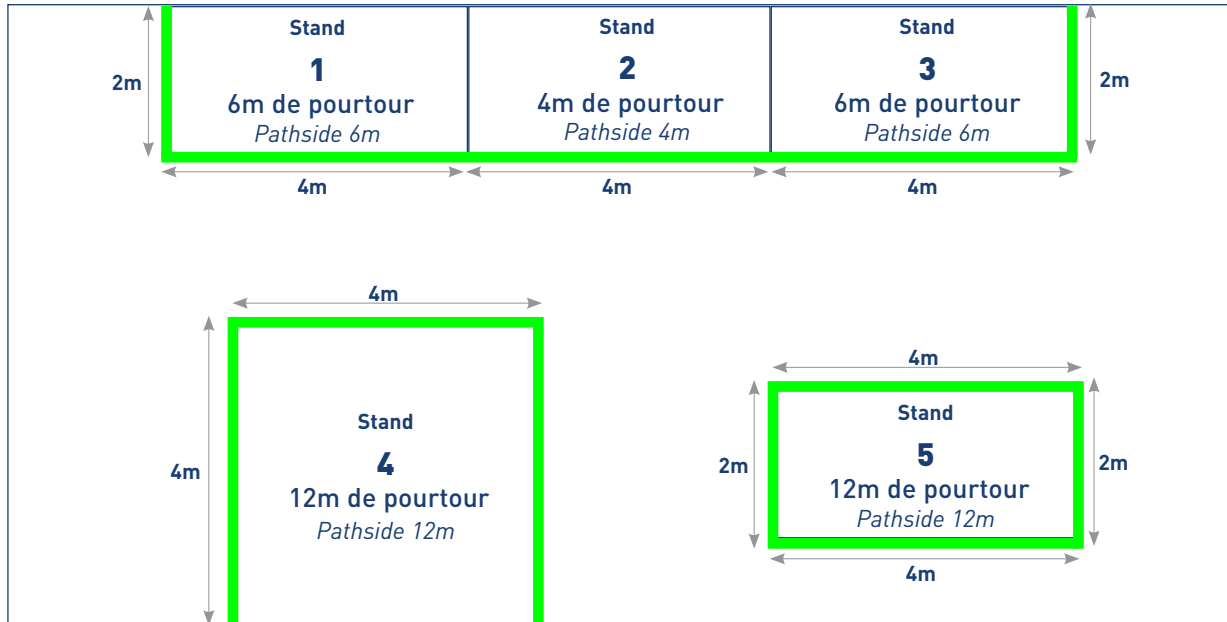 Stand
1
6m de pourtour
Pathside 6m
Stand
2
4m de pourtour
Pathside 4m
Stand
3
6m de pourtour
Pathside 6m
2m
2m
4m
4m
4m
4m
4m
Stand
4
12m de pourtour
Pathside 12m
4m
2m
Stand
5
12m de pourtour
Pathside 12m
2m
4m